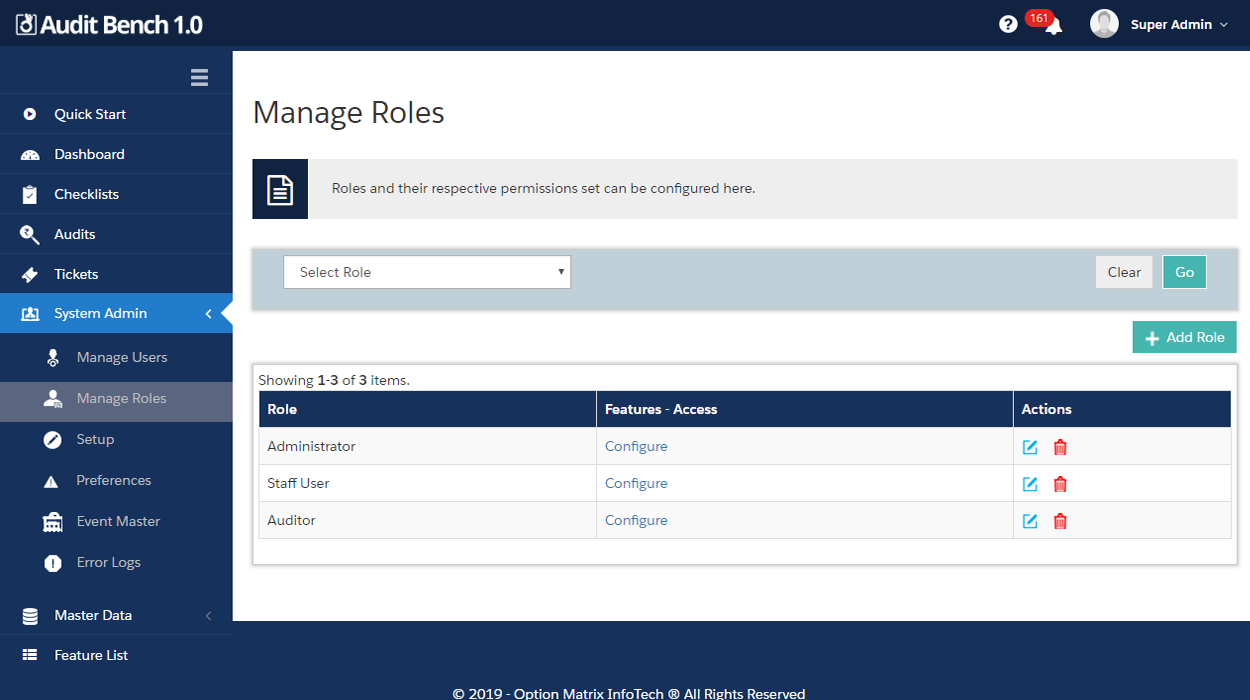 Audit Bench 1.0
? 161 Super Admin
Quick Start
Dashboard
Checklists
Audits
Tickets
System Admin
Manage Users
Manage Roles
Setup
Preferences
Event Master
Error Logs
Master Data
Feature List
Manage Roles
Roles and their respective permissions set can be configured here.
Select Role Clear Go
Add Role
Showing 1-3 of 3 items.
Role Features - Access Actions
Administrator Configure
Staff User Configure
Auditor Configure
© 2019 - Option Matrix InfoTech ® All Rights Reserved